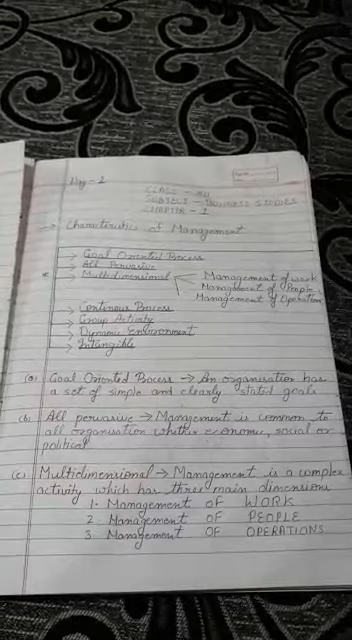 Day-1
CLASS - XII
SUBJECT - BUSINESS STUDIES
CHAPTER - 1
→ Characteristics of Management
→ Goal Oriented Process
→ All Pervasive
→ Multidimensional → Management of work
Management of People
Management of Operation
→ Continous Process
→ Group Activity
→ Dynamic Environment
→ Intangible
(a) Goal Oriented Process → An organisation has
a set of simple and clearly stated goals
(b) All pervasive → Management is common to
all organisation whether economic, social or
political
(c) Multidimensional → Management is a complex
activity which has three main dimensions
1. Management OF WORK
2. Management OF PEOPLE
3. Management OF OPERATIONS